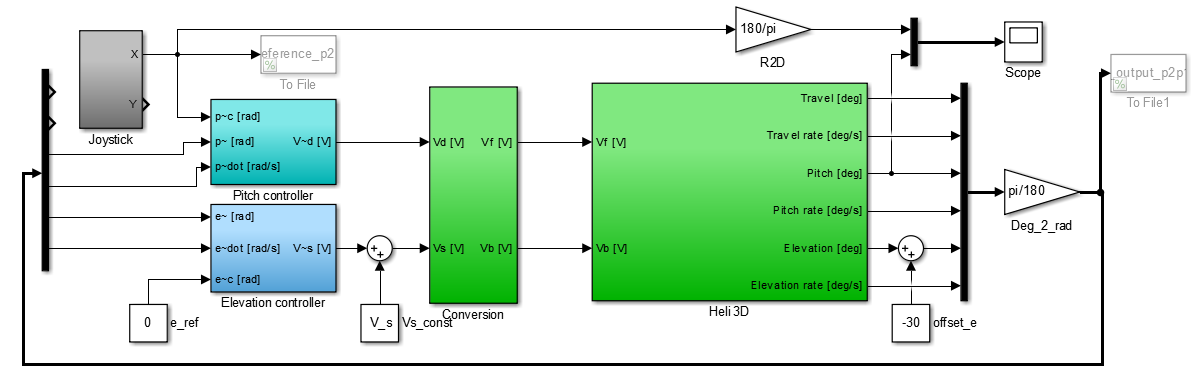 180/pi
R2D
Scope
X
Y
Joystick
eference_p2
%
To File
_output_p2p
%
To File1
p~c [rad]
p~ [rad]
p~dot [rad/s]
V~d [V]
Pitch controller
e~ [rad]
e~dot [rad/s]
e~c [rad]
V~s [V]
Elevation controller
0
e_ref
+
+
V_s
Vs_const
Vd [V]
Vs [V]
Vf [V]
Vb [V]
Conversion
Vf [V]
Vb [V]
Travel [deg]
Travel rate [deg/s]
Pitch [deg]
Pitch rate [deg/s]
Elevation [deg]
Elevation rate [deg/s]
Heli 3D
+
+
-30
offset_e
pi/180
Deg_2_rad